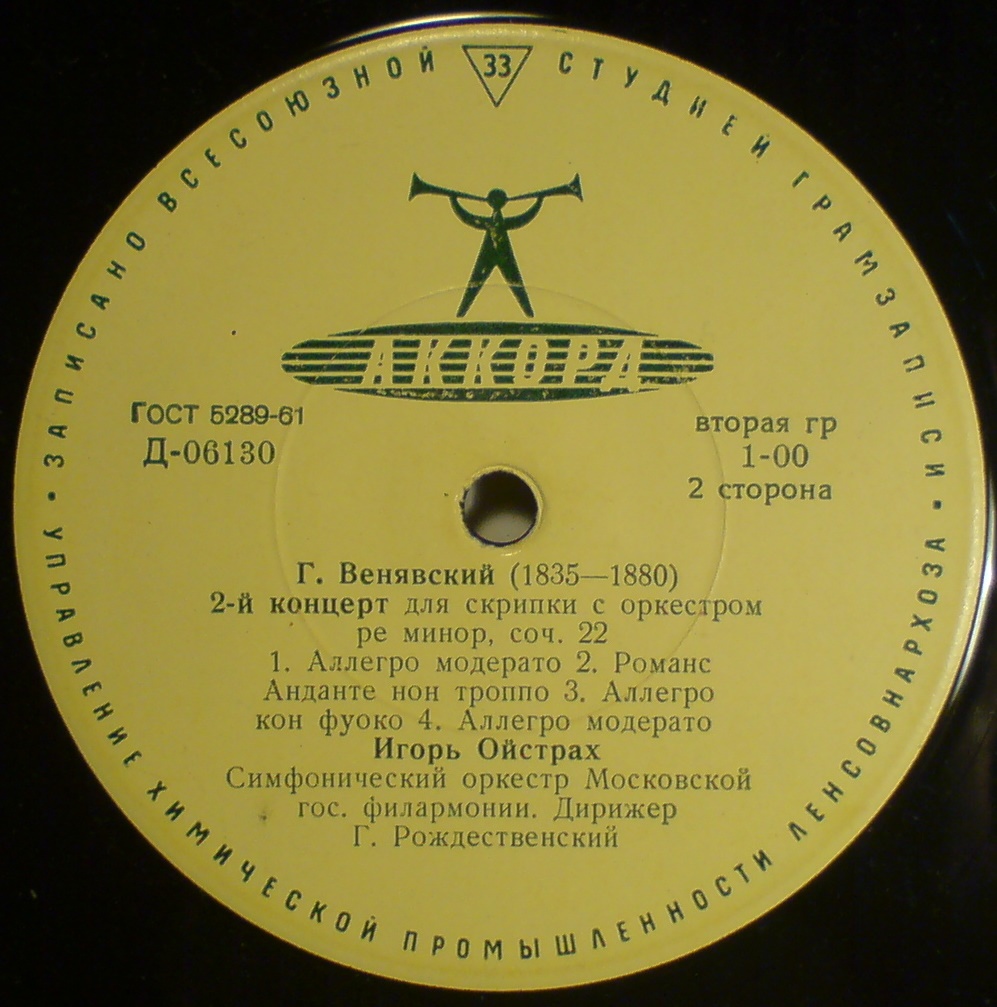 ЗАПИСАНО ВСЕСОЮЗНОЙ СТУДИЕЙ ГРАМЗАПИСИ •
33
АККОРД
ГОСТ 5289-61
Д-06130
вторая гр
1-00
2 сторона
Г. Венявский (1835—1880)
2-й концерт для скрипки с оркестром
ре минор, соч. 22
1. Аллегро модерато 2. Романс
Анданте нон троппо 3. Аллегро
кон фуоко 4. Аллегро модерато
Игорь Ойстрах
Симфонический оркестр Московской
гос. филармонии. Дирижер
Г. Рождественский
УПРАВЛЕНИЕ ХИМИЧЕСКОЙ ПРОМЫШЛЕННОСТИ ЛЕНСОВНАРХОЗА •